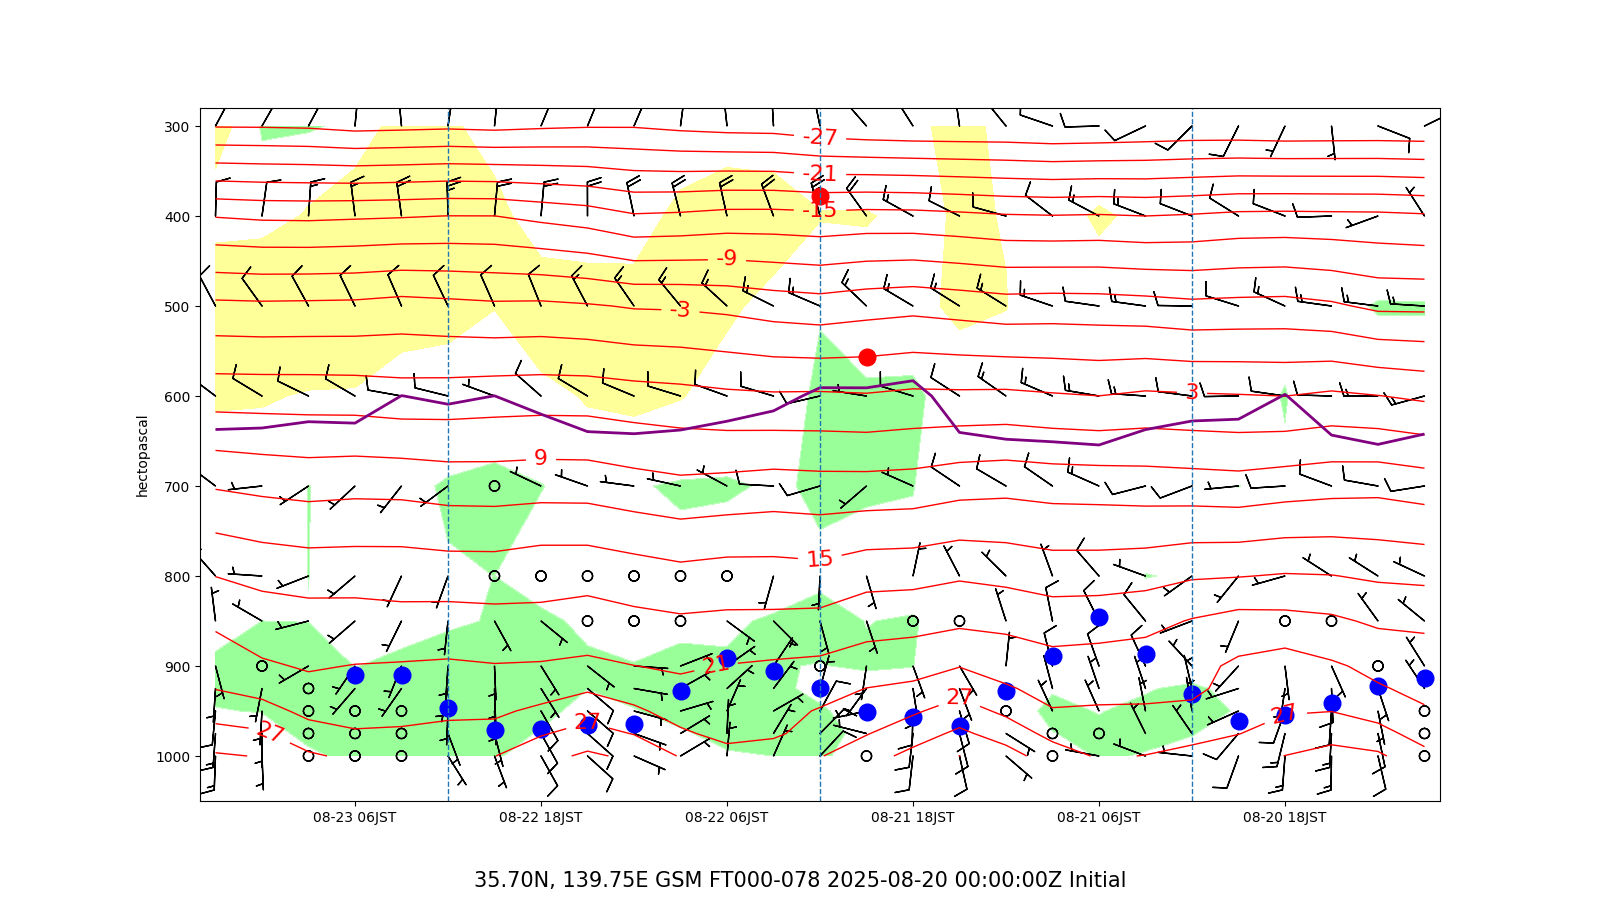 300
-27
-21
400
-15
-9
500
-3
600
3
hectopascal
9
700
15
800
900
21
27
27
27
-27
1000
08-23 06JST
08-22 18JST
08-22 06JST
08-21 18JST
08-21 06JST
08-20 18JST
35.70N, 139.75E GSM FT000-078 2025-08-20 00:00:00Z Initial